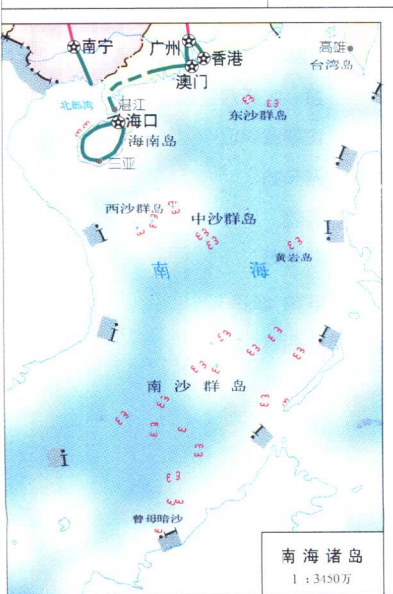 南宁
广州
香港
澳门
高雄
台湾岛
北部湾
湛江
海口
海南岛
三亚
东沙群岛
西沙群岛
中沙群岛
黄岩岛
南海
南沙群岛
曾母暗沙
南海诸岛
1:3450万